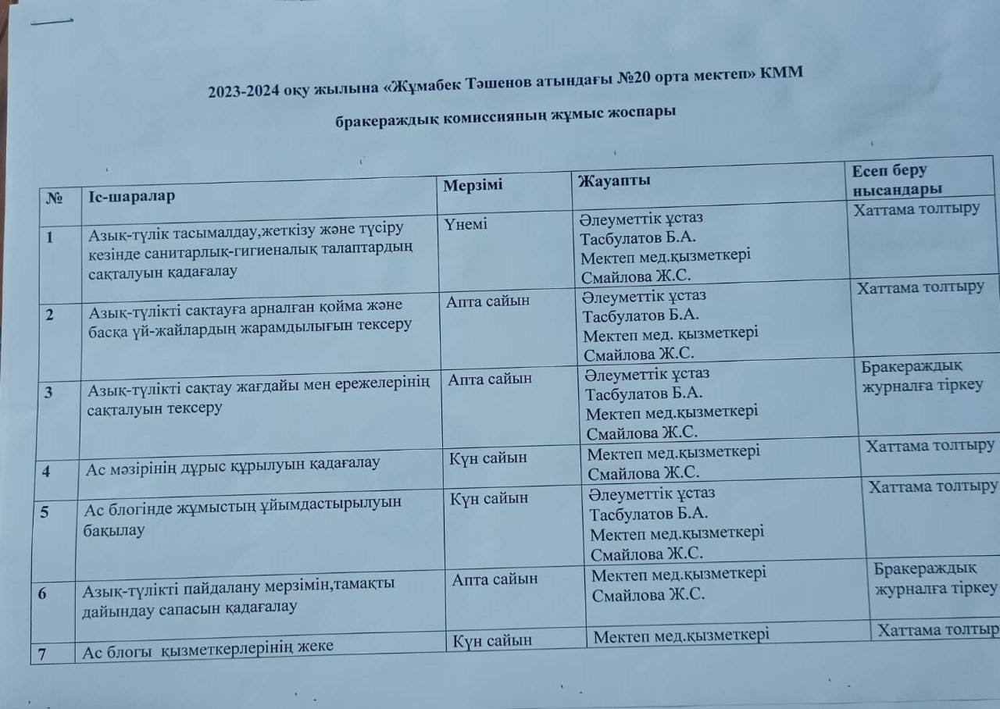 2023-2024 оқу жылына «Жұмабек Тәшенов атындағы №20 орта мектеп» КММ
бракераждық комиссияның жұмыс жоспары
№
Іс-шаралар
Мерзімі
Жауапты
Есеп беру
нысандары
1
Азық-түлік тасымалдау,жеткізу және түсіру
кезінде санитарлық-гигиеналық талаптардың
сақталуын қадағалау
Үнемі
Әлеуметтік ұстаз
Тасбулатов Б.А.
Мектеп мед.қызметкері
Смайлова Ж.С.
Хаттама толтыру
2
Азық-түлікті сақтауға арналған қойма және
басқа үй-жайлардың жарамдылығын тексеру
Апта сайын
Әлеуметтік ұстаз
Тасбулатов Б.А.
Мектеп мед. қызметкері
Смайлова Ж.С.
Хаттама толтыру
3
Азық-түлікті сақтау жағдайы мен ережелерінің
сақталуын тексеру
Апта сайын
Әлеуметтік ұстаз
Тасбулатов Б.А.
Мектеп мед.қызметкері
Смайлова Ж.С.
Бракераждық
журналға тіркеу
4
Ас мәзірінің дұрыс құрылуын қадағалау
Күн сайын
Мектеп мед.қызметкері
Смайлова Ж.С.
Хаттама толтыру
5
Ас блогінде жұмыстың ұйымдастырылуын
бақылау
Күн сайын
Әлеуметтік ұстаз
Тасбулатов Б.А.
Мектеп мед.қызметкері
Смайлова Ж.С.
Хаттама толтыру
6
Азық-түлікті пайдалану мерзімін,тамақты
дайындау сапасын қадағалау
Апта сайын
Мектеп мед.қызметкері
Смайлова Ж.С.
Бракераждық
журналға тіркеу
7
Ас блогы қызметкерлерінің жеке
Күн сайын
Мектеп мед.қызметкері
Хаттама толтыр